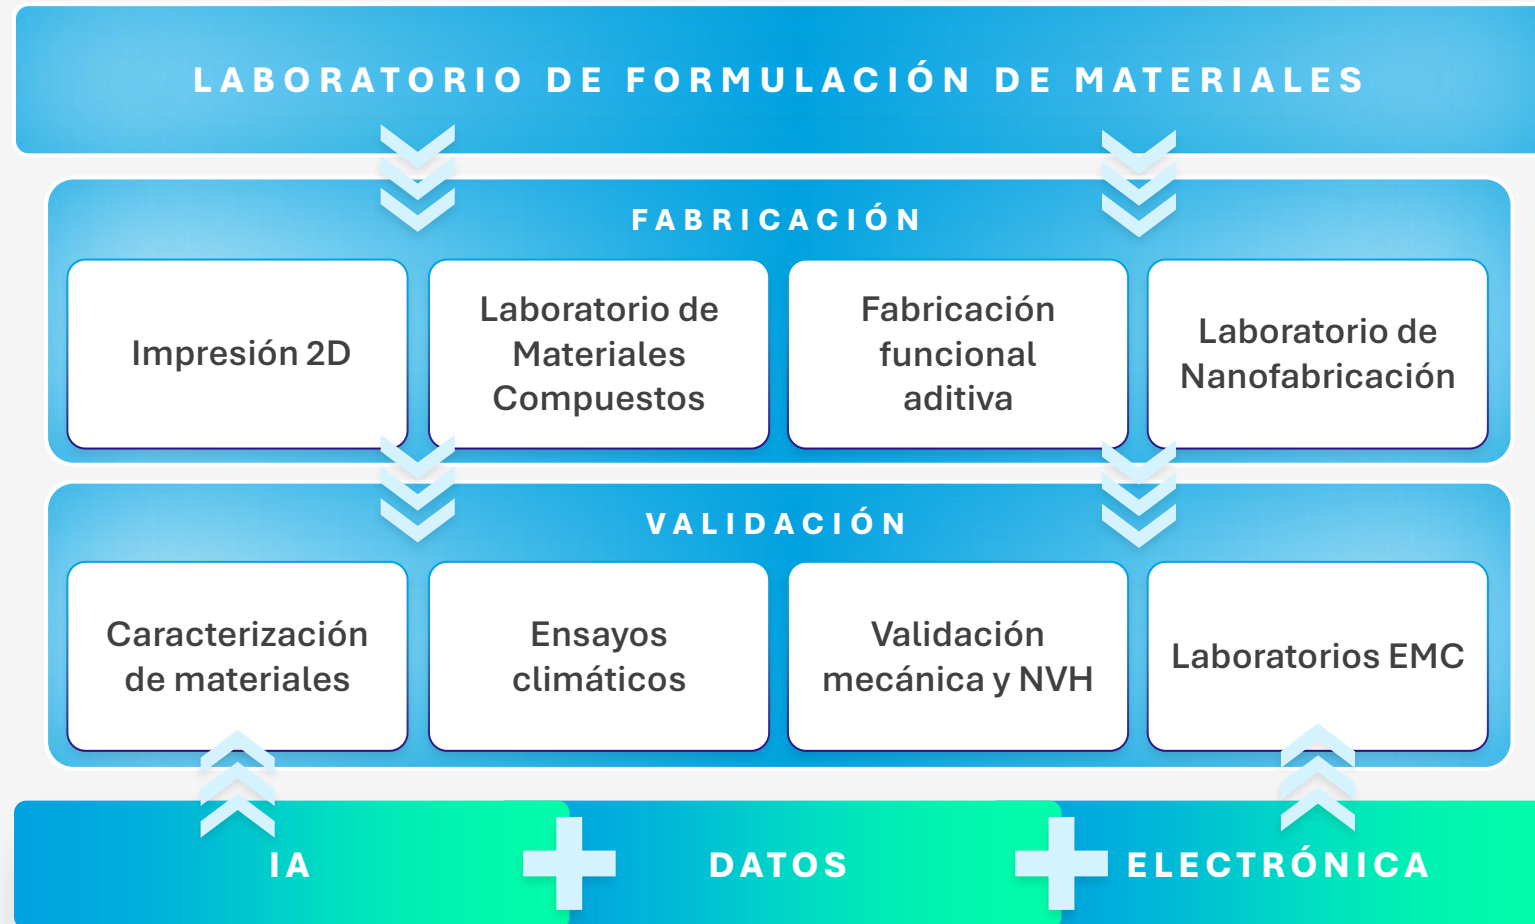 LABORATORIO DE FORMULACIÓN DE MATERIALES
FABRICACIÓN
Impresión 2D
Laboratorio de
Materiales
Compuestos
Fabricación
funcional
aditiva
Laboratorio de
Nanofabricación
VALIDACIÓN
Caracterización
de materiales
Ensayos
climáticos
Validación
mecánica y NVH
Laboratorios EMC
IA
DATOS
ELECTRÓNICA